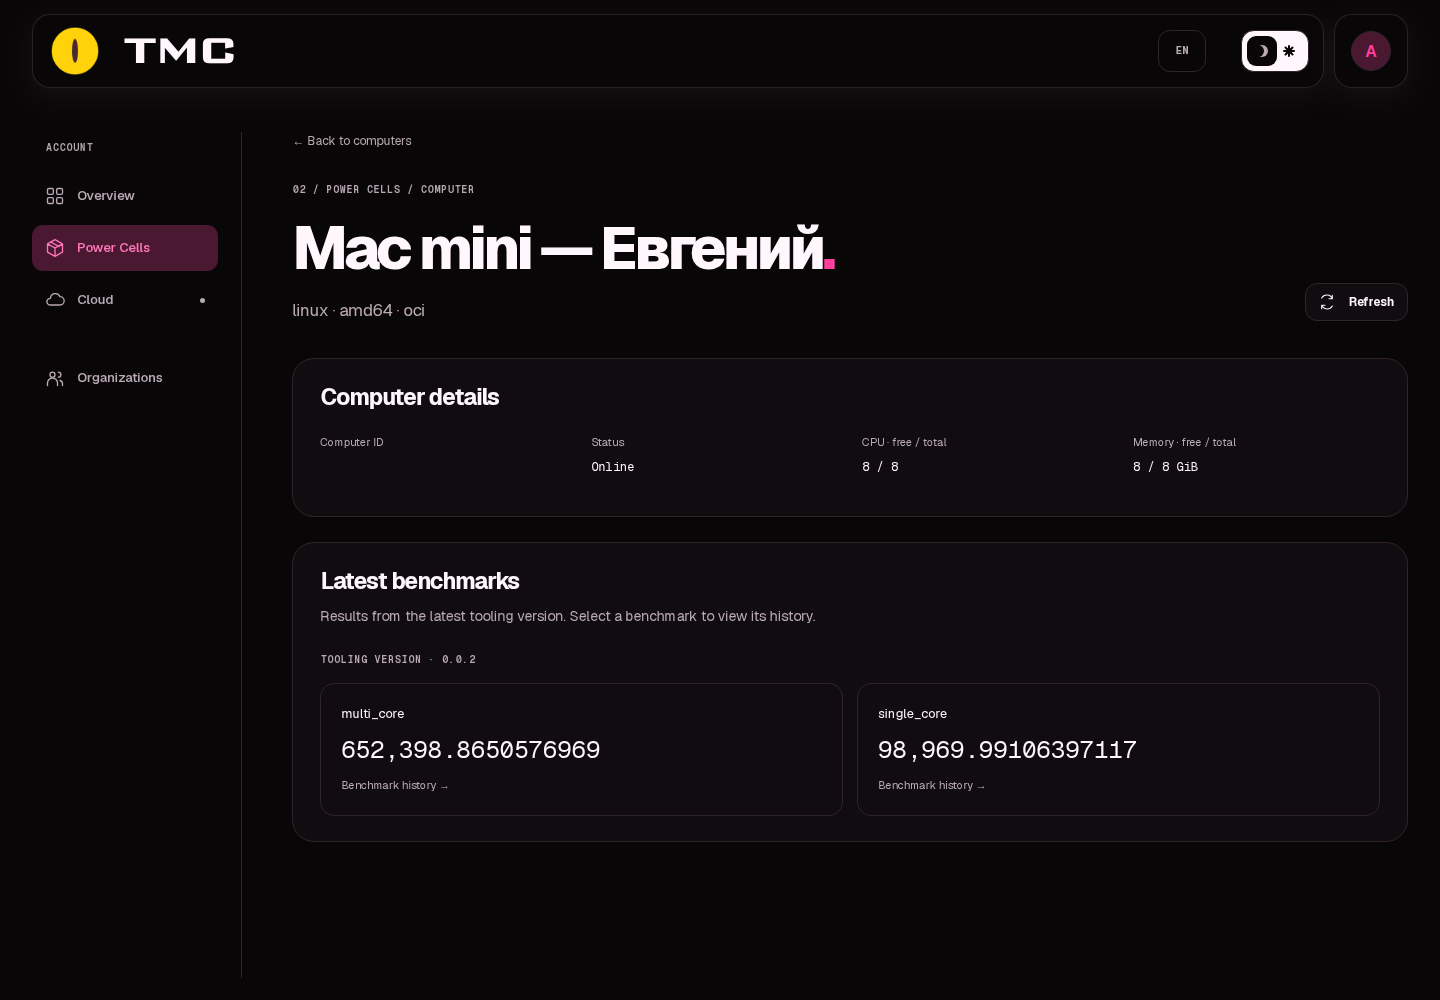 TMC
EN
A
ACCOUNT
Overview
Power Cells
Cloud
Organizations
← Back to computers
02 / POWER CELLS / COMPUTER
Mac mini — Евгений.
linux · amd64 · oci
Refresh
Computer details
Computer ID
Status
Online
CPU · free / total
8 / 8
Memory · free / total
8 / 8 GiB
Latest benchmarks
Results from the latest tooling version. Select a benchmark to view its history.
TOOLING VERSION · 0.0.2
multi_core
652,398.8650576969
Benchmark history →
single_core
98,969.99106397117
Benchmark history →